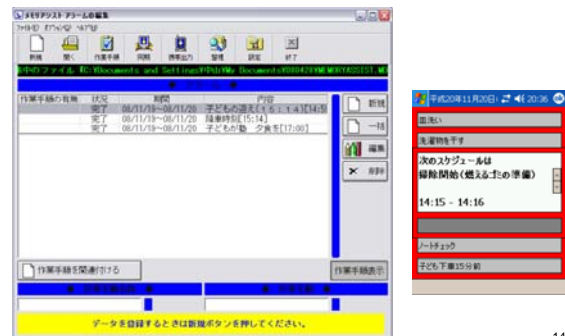 メモリアシスト アラームの編集
新規 開く 作業手順 同期 携帯出力 整理 設定 終了
作業手順の有無 状況 期間 内容
完了 08/11/19~08/11/20 子どもの迎え(15:14)[14:5
完了 08/11/19~08/11/20 降車時刻[15:14]
完了 08/11/19~08/11/20 子どもが塾 夕食を[17:00]
新規
一括
編集
削除
作業手順を関連付ける
作業手順表示
データを登録するときは新規ボタンを押してください。
平成20年11月20日 20:36
皿洗い
洗濯物を干す
次のスケジュールは
掃除開始(燃えるゴミの準備)
14:15 - 14:16
ノートチェック
子ども下車15分前
14